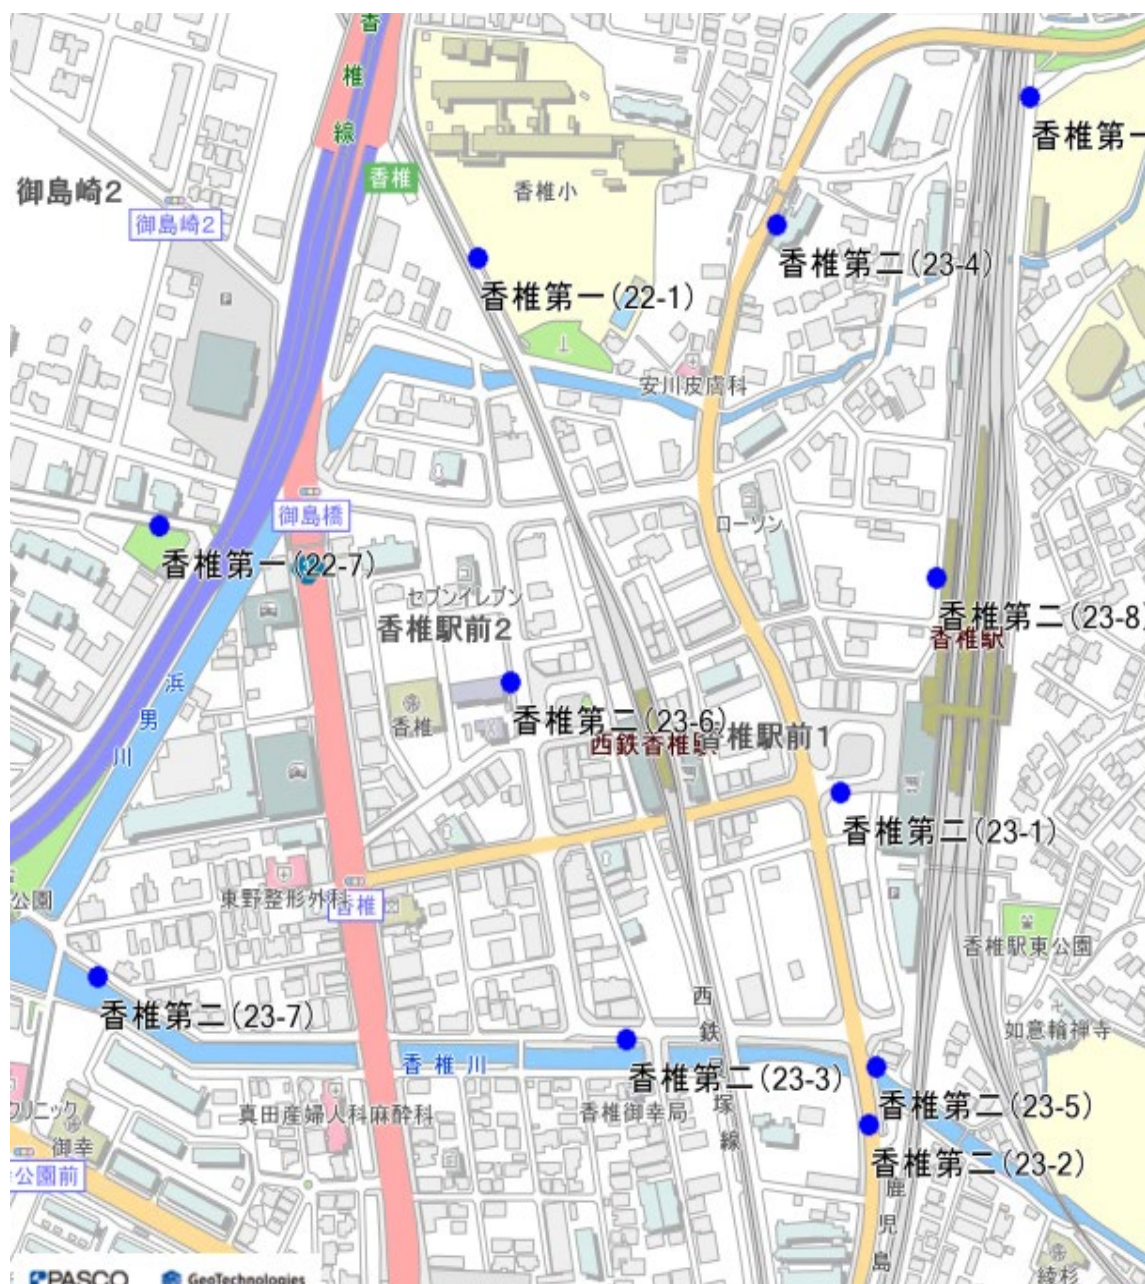 香
椎
線
香椎第一
香椎
香椎小
御島崎2
御島崎2
香椎第二(23-4)
香椎第一(22-1)
安川皮膚科
御島橋
ローソン
香椎第一(22-7)
セブンイレブン
香椎駅前2
香椎第二(23-8)
香椎駅
浜
男
川
香椎
香椎第二(23-6)
西鉄香椎駅
香椎駅前1
香椎第二(23-1)
東野整形外科
香椎
公園
香椎駅東公園
香椎第二(23-7)
西
鉄
塚
線
如意輪禅寺
香椎川
香椎第二(23-3)
香椎第二(23-5)
クリニック
真田産婦人科麻酔科
香椎御幸局
御幸
香椎第二(23-2)
公園前
鹿
児
島
綾杉
PASCO
GeoTechnologies